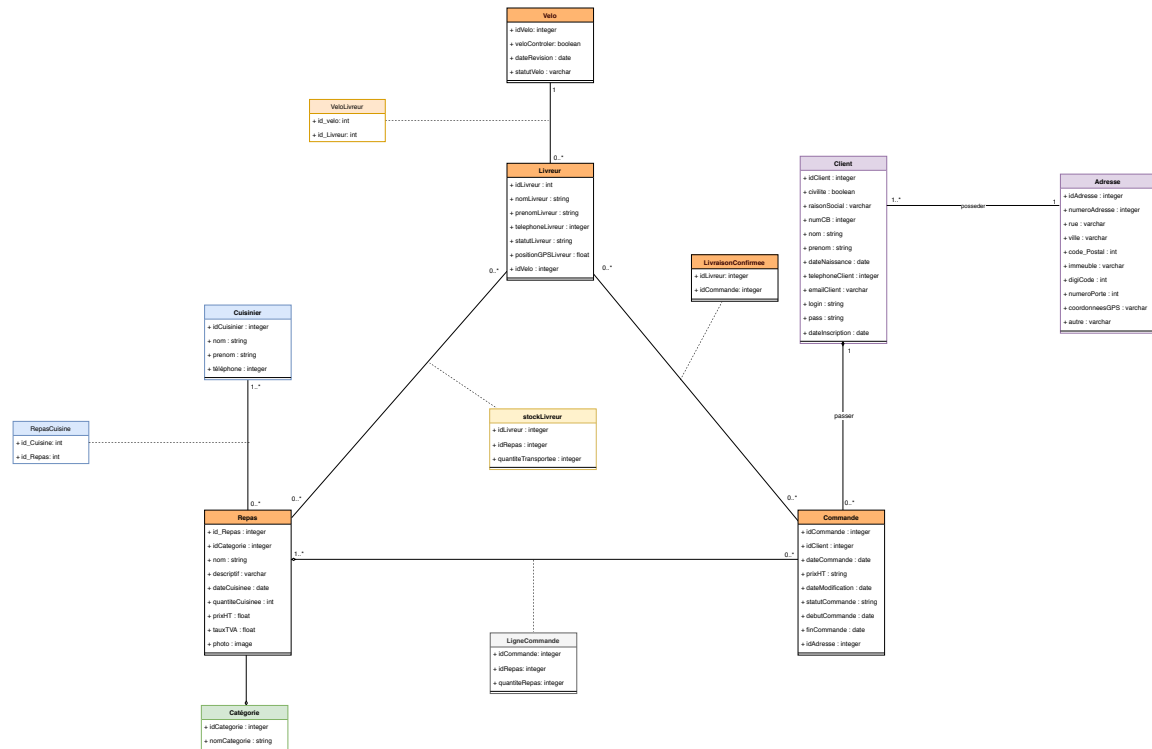 Velo
+ idVelo: integer
+ veloControler: boolean
+ dateRevision : date
+ statutVelo : varchar
1
VeloLivreur
+ id_velo: int
+ id_Livreur: int
0..*
Livreur
+ idLivreur : int
+ nomLivreur : string
+ prenomLivreur : string
+ telephoneLivreur : integer
+ statutLivreur : string
+ positionGPSLivreur : float
+ idVelo : integer
0..*
0..*
Client
+ idClient : integer
+ civilite : boolean
+ raisonSocial : varchar
+ numCB : integer
+ nom : string
+ prenom : string
+ dateNaissance : date
+ telephoneClient : integer
+ emailClient : varchar
+ login : string
+ pass : string
+ dateInscription : date
1..*
posseder
1
Adresse
+ idAdresse : integer
+ numeroAdresse : integer
+ rue : varchar
+ ville : varchar
+ code_Postal : int
+ immeuble : varchar
+ digiCode : int
+ numeroPorte : int
+ coordonneesGPS : varchar
+ autre : varchar
LivraisonConfirmee
+ idLivreur: integer
+ idCommande: integer
Cuisinier
+ idCuisinier : integer
+ nom : string
+ prenom : string
+ téléphone : integer
1..*
1
passer
0..*
stockLivreur
+ idLivreur : integer
+ idRepas : integer
+ quantiteTransportee : integer
RepasCuisine
+ id_Cuisine: int
+ id_Repas: int
0..*
0..*
0..*
Repas
+ id_Repas : integer
+ idCategorie : integer
+ nom : string
+ descriptif : varchar
+ dateCuisinee : date
+ quantiteCuisinee : int
+ prixHT : float
+ tauxTVA : float
+ photo : image
1..*
0..*
Commande
+ idCommande : integer
+ idClient : integer
+ dateCommande : date
+ prixHT : string
+ dateModification : date
+ statutCommande : string
+ debutCommande : date
+ finCommande : date
+ idAdresse : integer
LigneCommande
+ idCommande: integer
+ idRepas: integer
+ quantiteRepas: integer
Catégorie
+ idCategorie : integer
+ nomCategorie : string